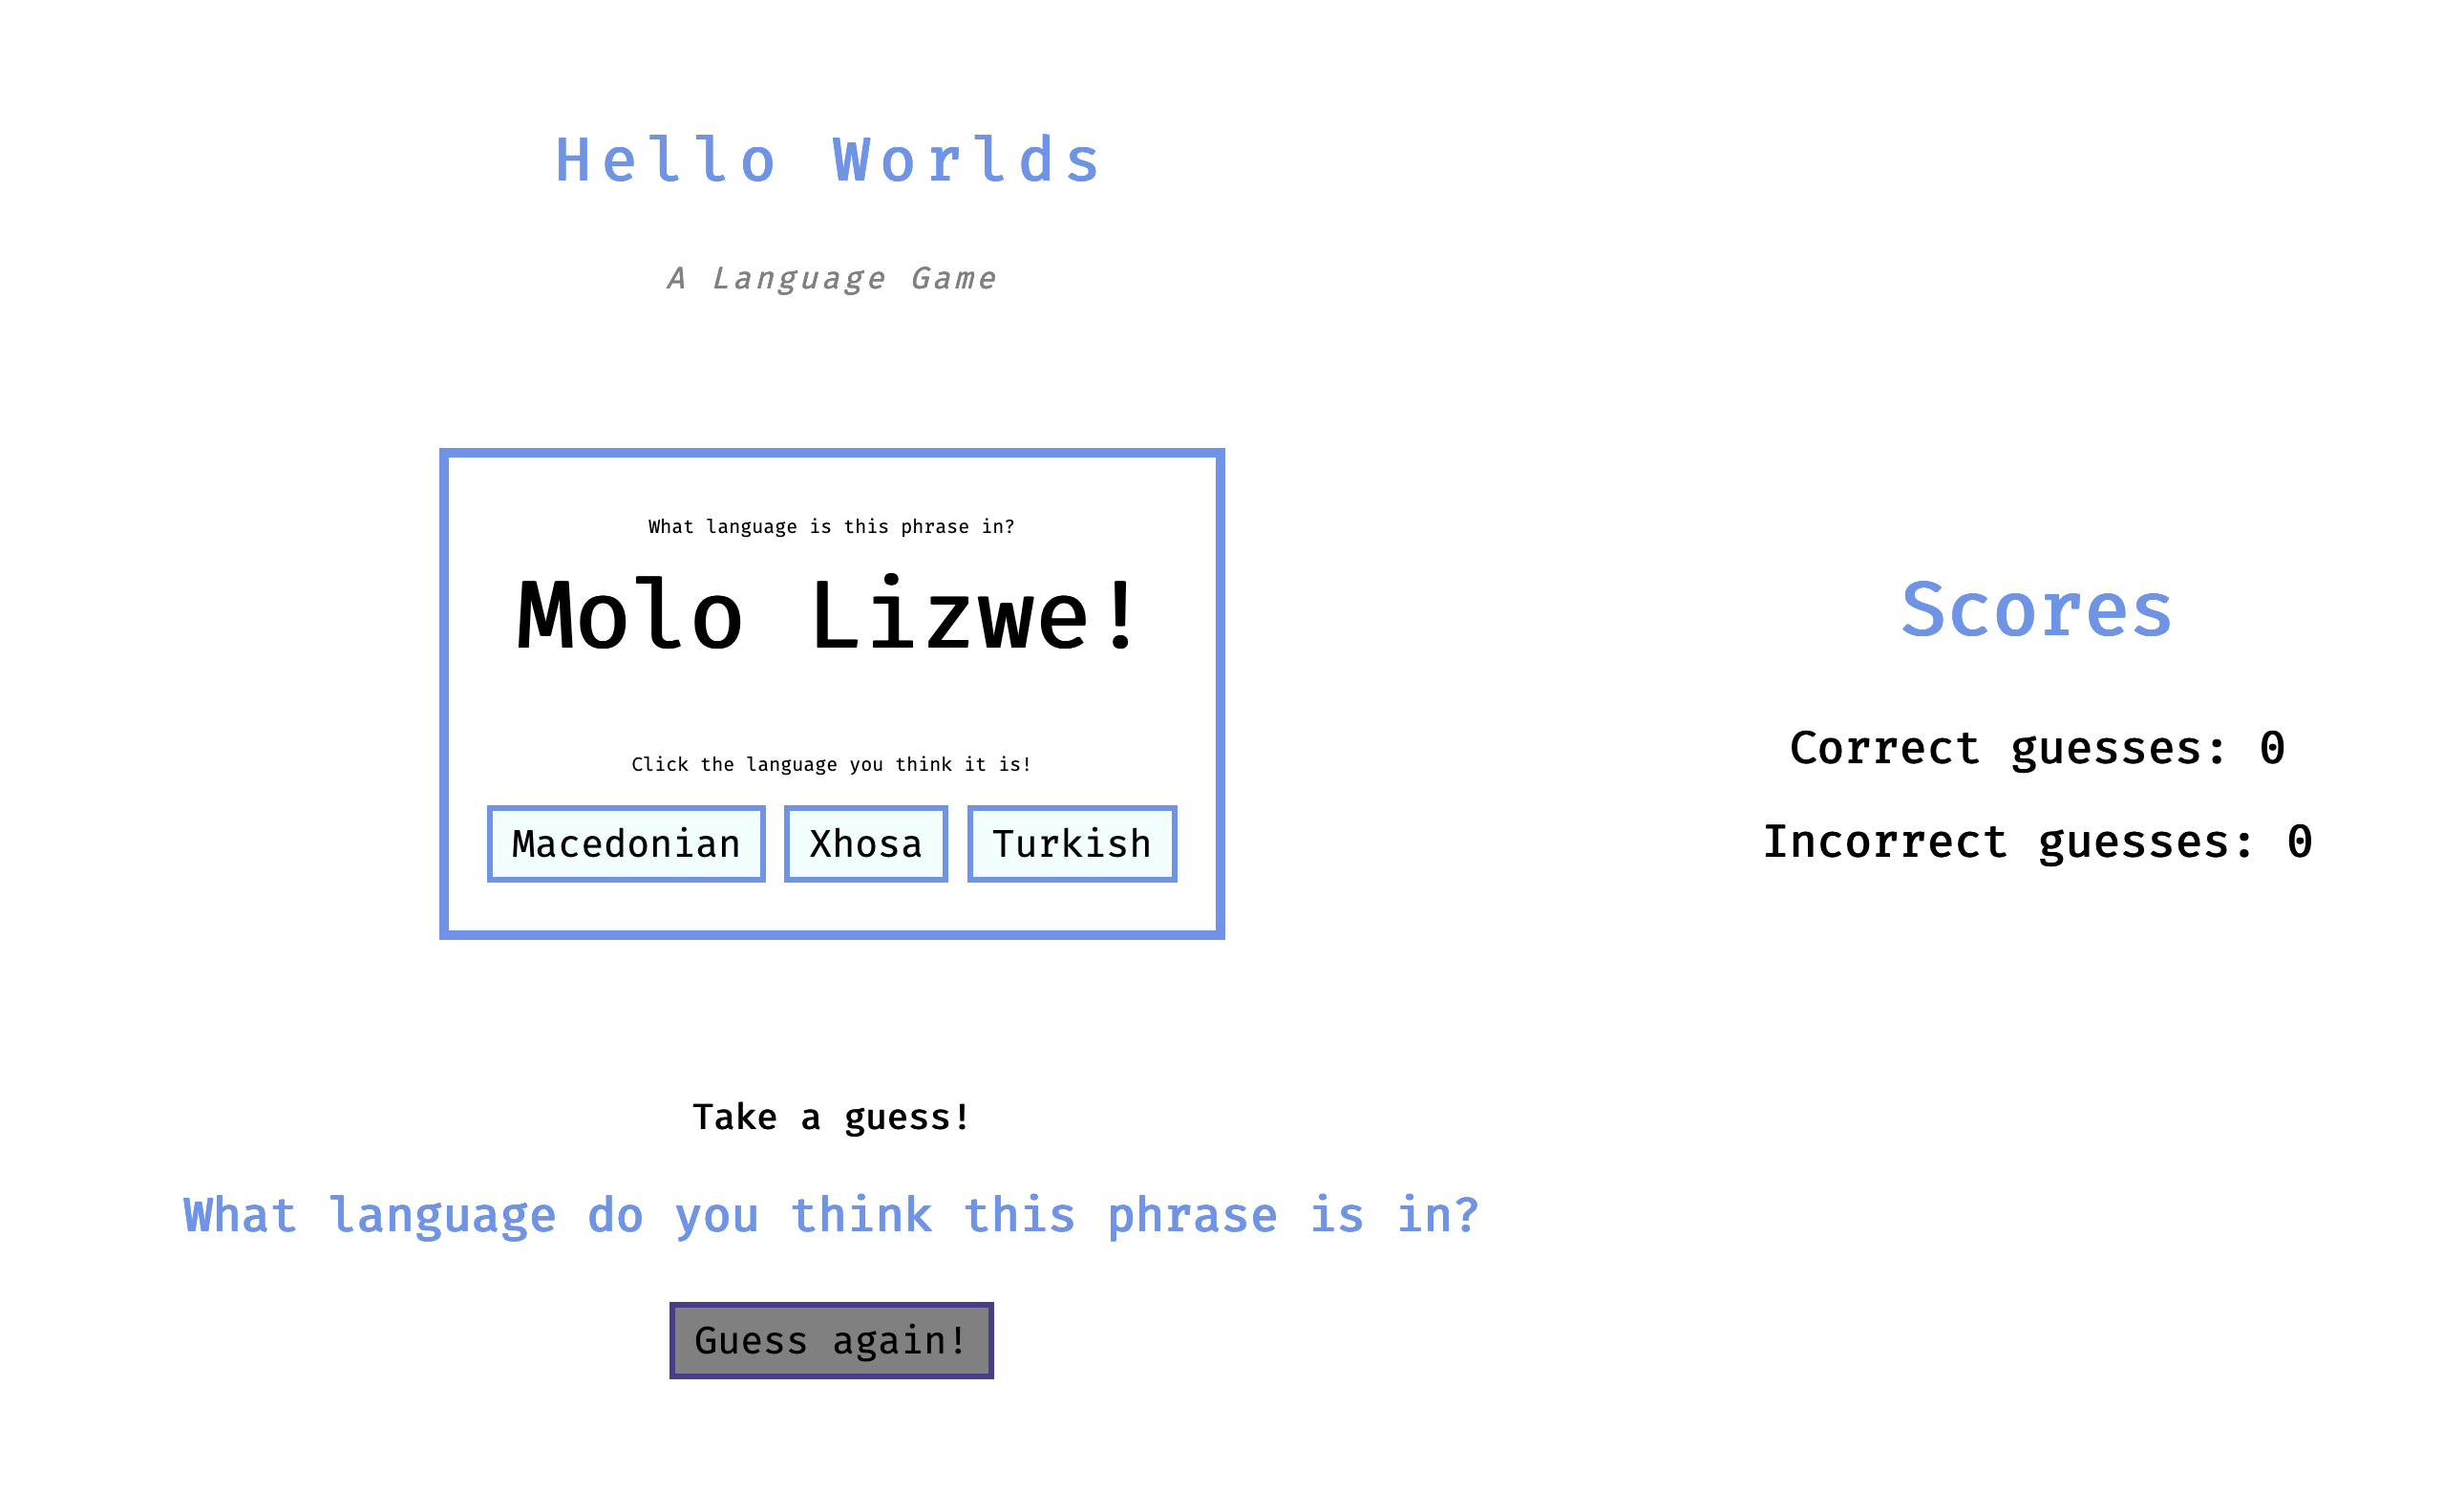 Hello Worlds
A Language Game
What language is this phrase in?
Molo Lizwe!
Click the language you think it is!
Macedonian
Xhosa
Turkish
Take a guess!
What language do you think this phrase is in?
Guess again!
Scores
Correct guesses: 0
Incorrect guesses: 0